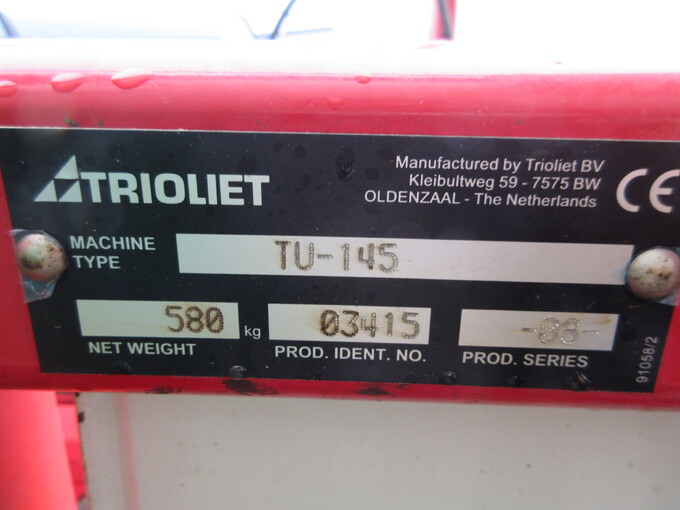 TRIOLIET
Manufactured by Trioliet BV
Kleibultweg 59 - 7575 BW
OLDENZAAL - The Netherlands
CE
MACHINE TYPE
TU-145
580 kg
NET WEIGHT
03415
PROD. IDENT. NO.
PROD. SERIES
91058/2